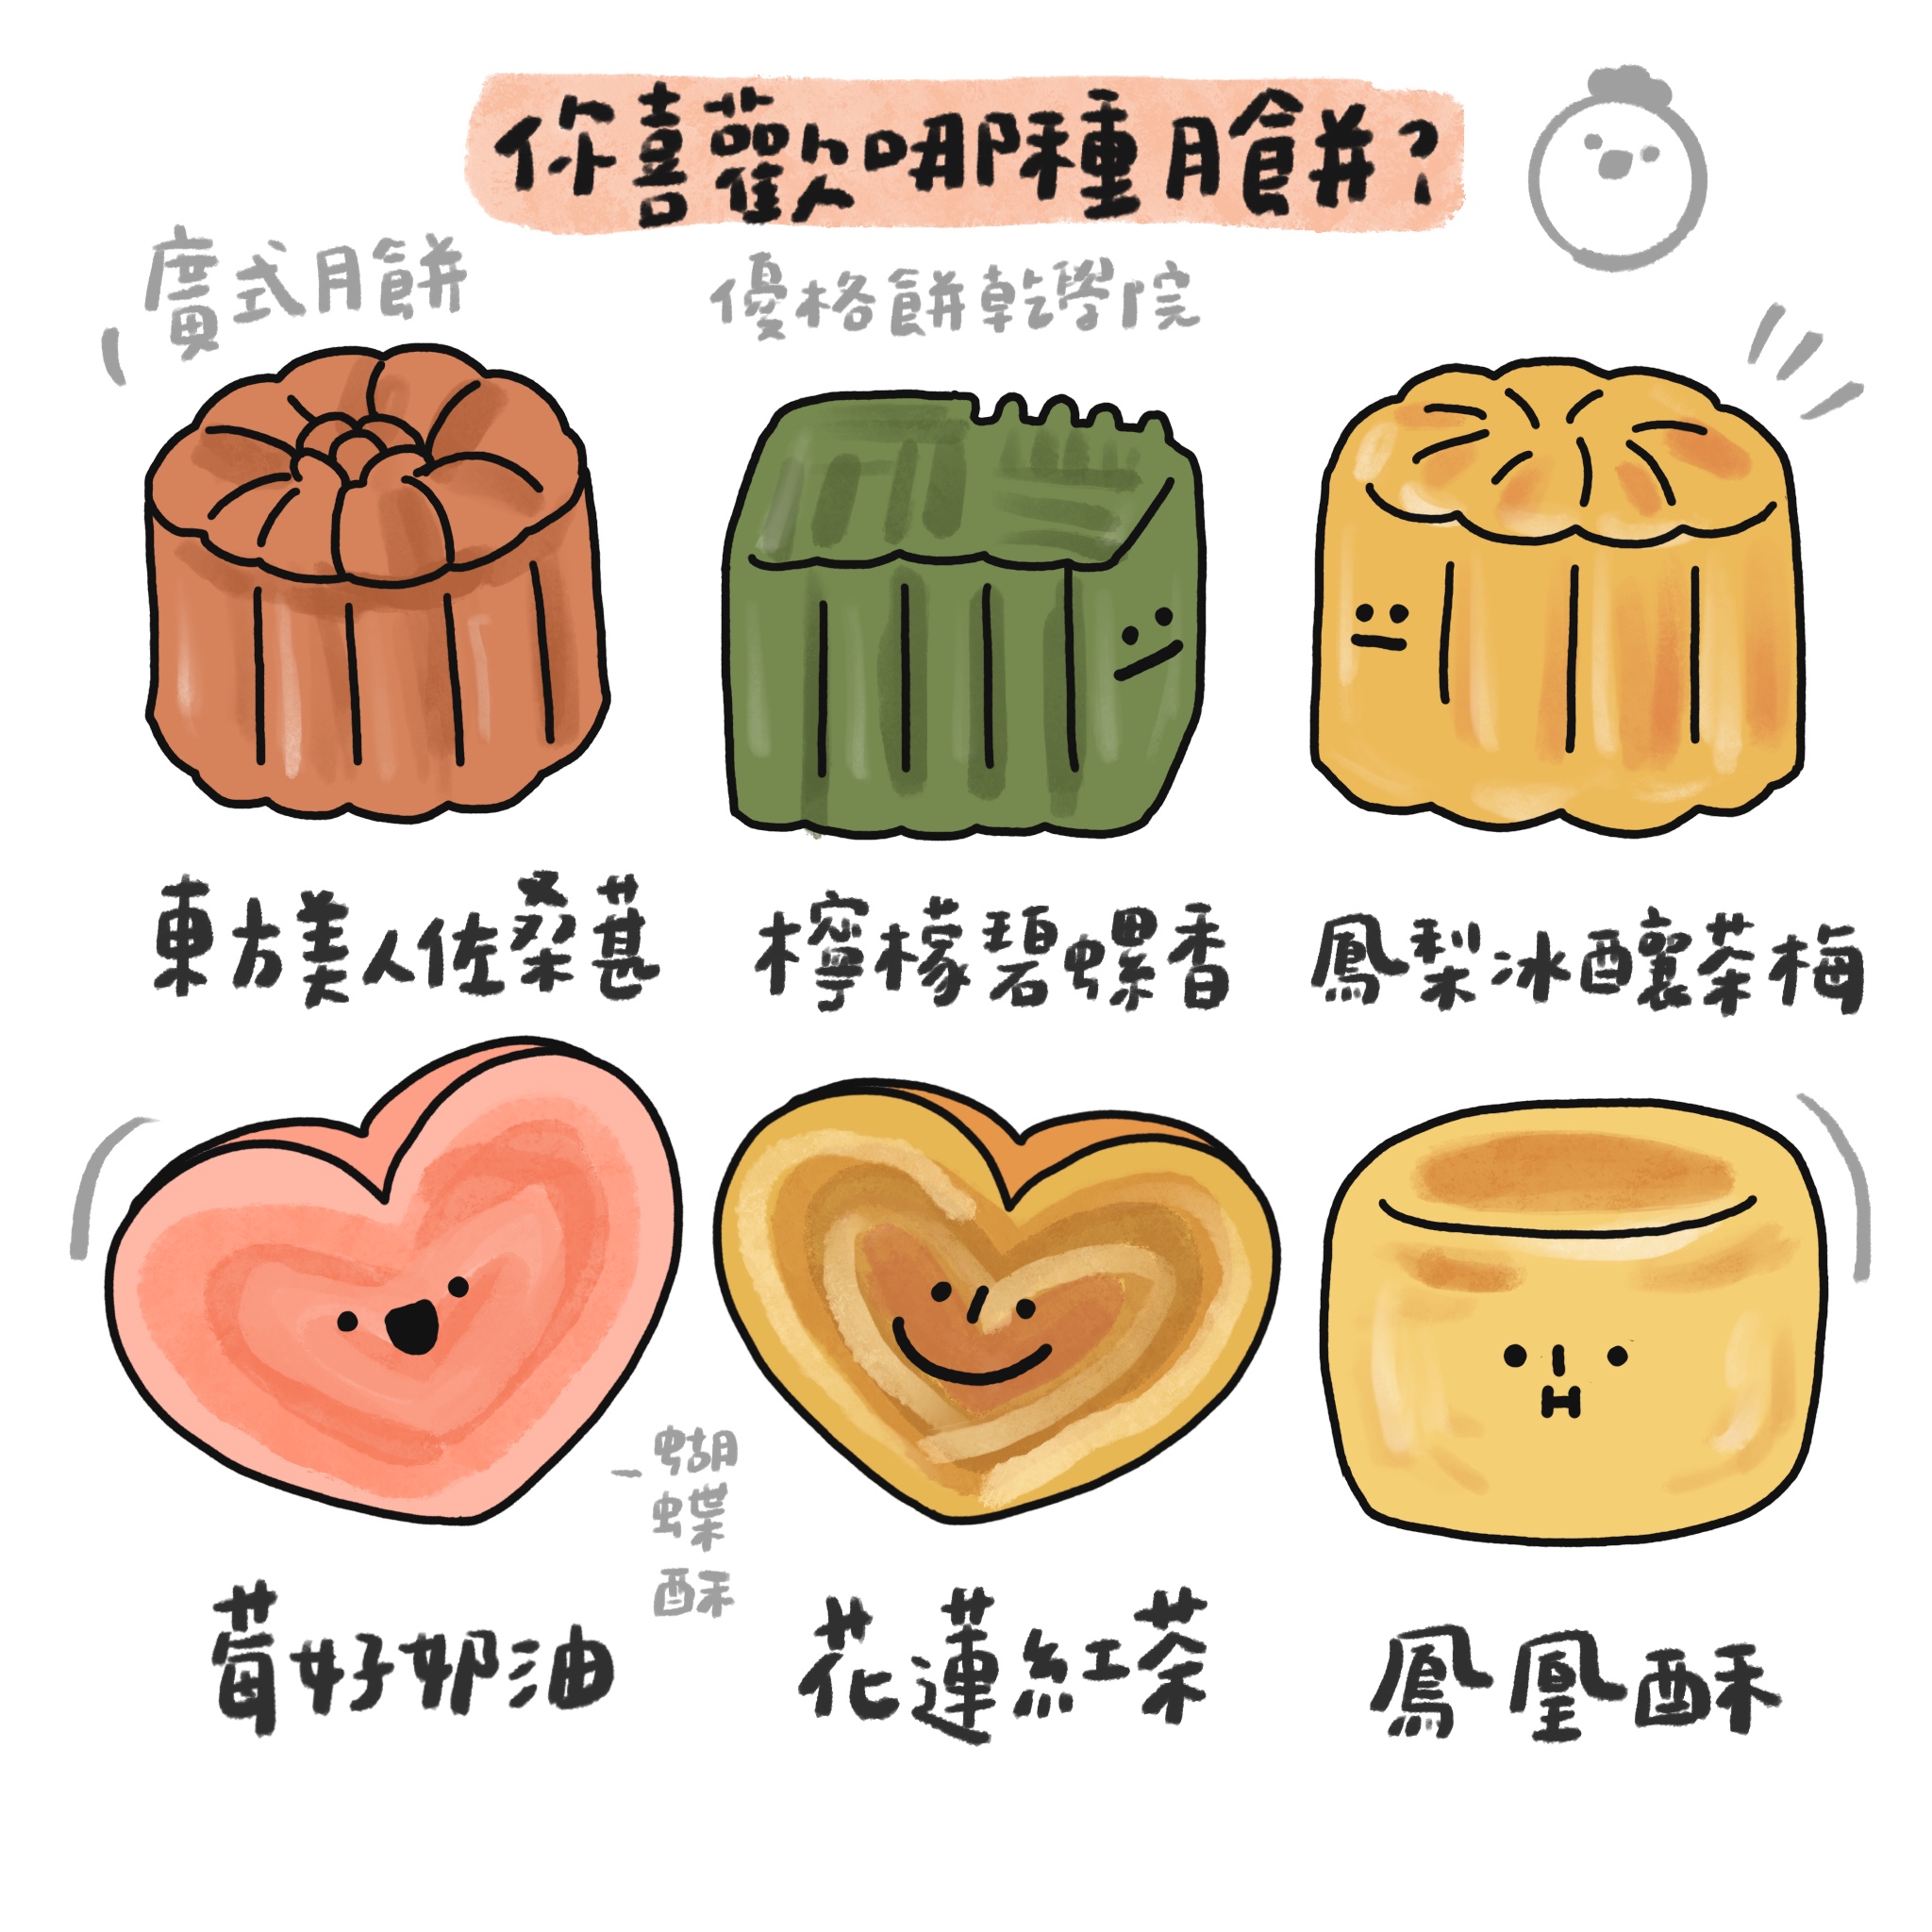 你喜歡哪種月餅?
廣式月餅
優格餅乾學院
東方美人佐桑葚
檸檬碧螺香
鳳梨冰釀茶梅
蝴
蝶
酥
莓好奶油
花蓮紅茶
鳳凰酥